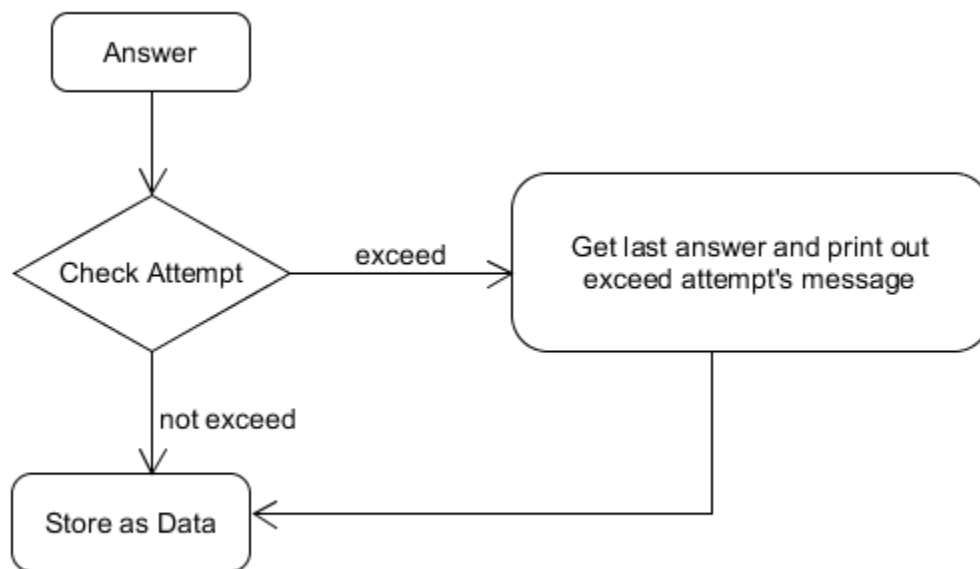 Answer
Check Attempt
exceed
Get last answer and print out
exceed attempt's message
not exceed
Store as Data